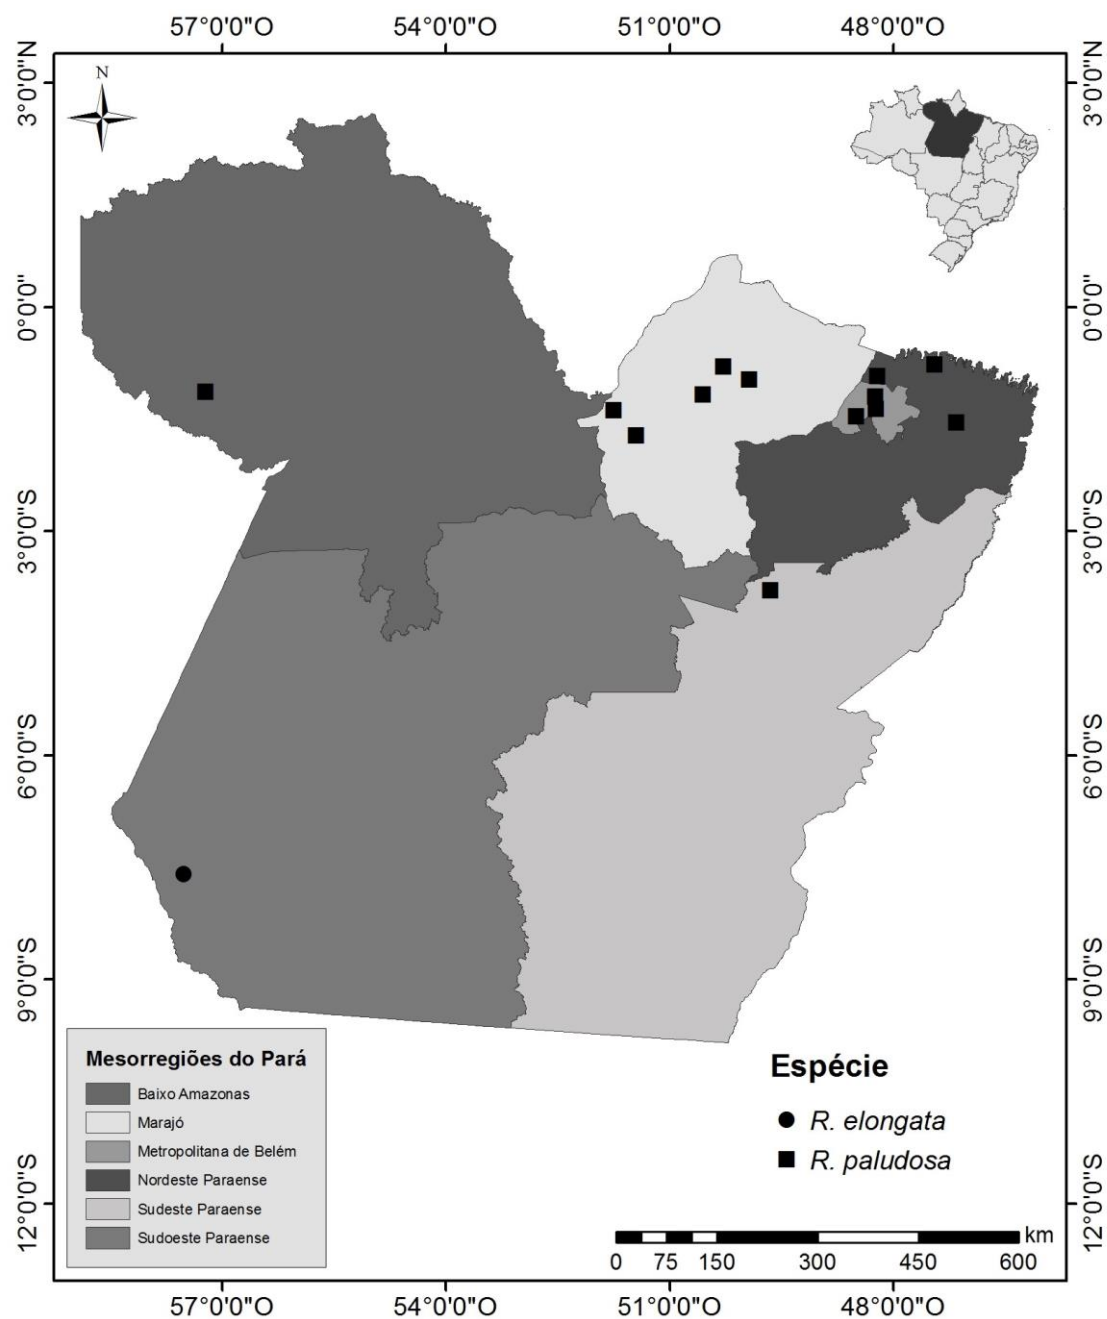 57°0'0"O 54°0'0"O 51°0'0"O 48°0'0"O
3°0'0"N
3°0'0"N
N
0°0'0"
0°0'0"
3°0'0"S
3°0'0"S
6°0'0"S
6°0'0"S
9°0'0"S
9°0'0"S
12°0'0"S
12°0'0"S
Mesorregiões do Pará
Baixo Amazonas
Marajó
Metropolitana de Belém
Nordeste Paraense
Sudeste Paraense
Sudoeste Paraense
Espécie
R. elongata
R. paludosa
km
0 75 150 300 450 600
57°0'0"O 54°0'0"O 51°0'0"O 48°0'0"O